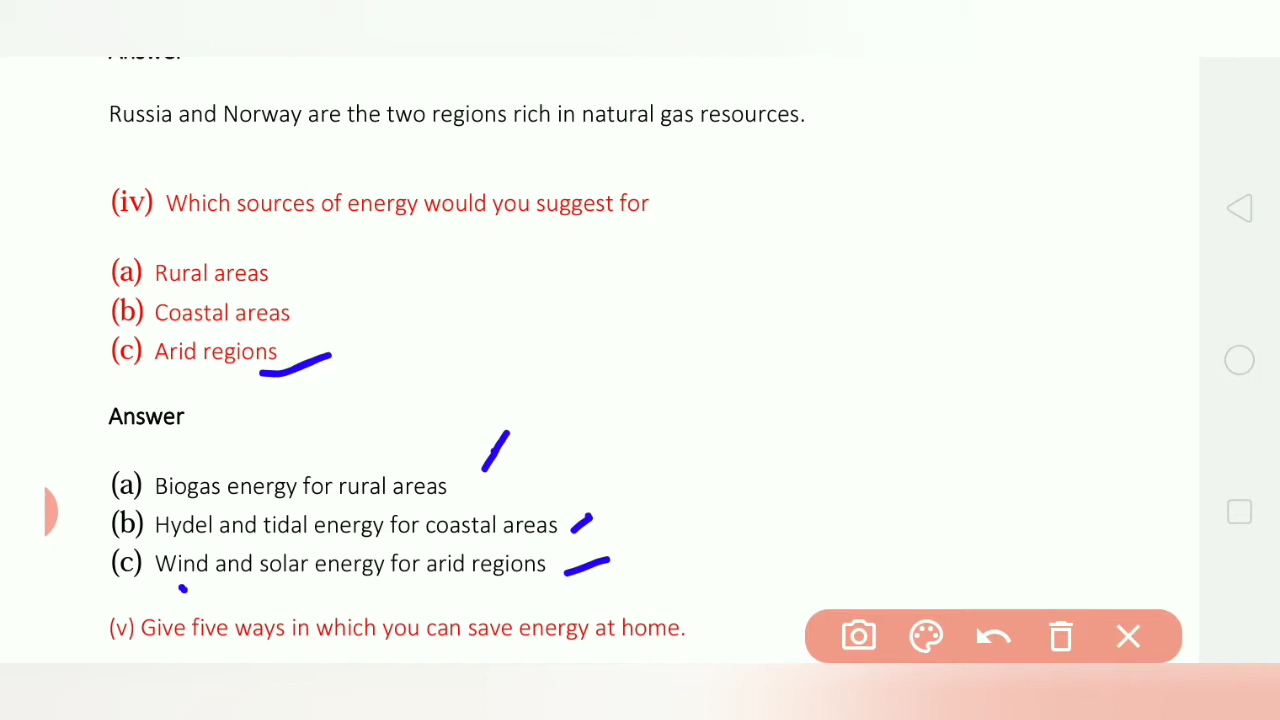 Russia and Norway are the two regions rich in natural gas resources.
(iv) Which sources of energy would you suggest for
(a) Rural areas
(b) Coastal areas
(c) Arid regions
Answer
(a) Biogas energy for rural areas
(b) Hydel and tidal energy for coastal areas
(c) Wind and solar energy for arid regions
(v) Give five ways in which you can save energy at home.